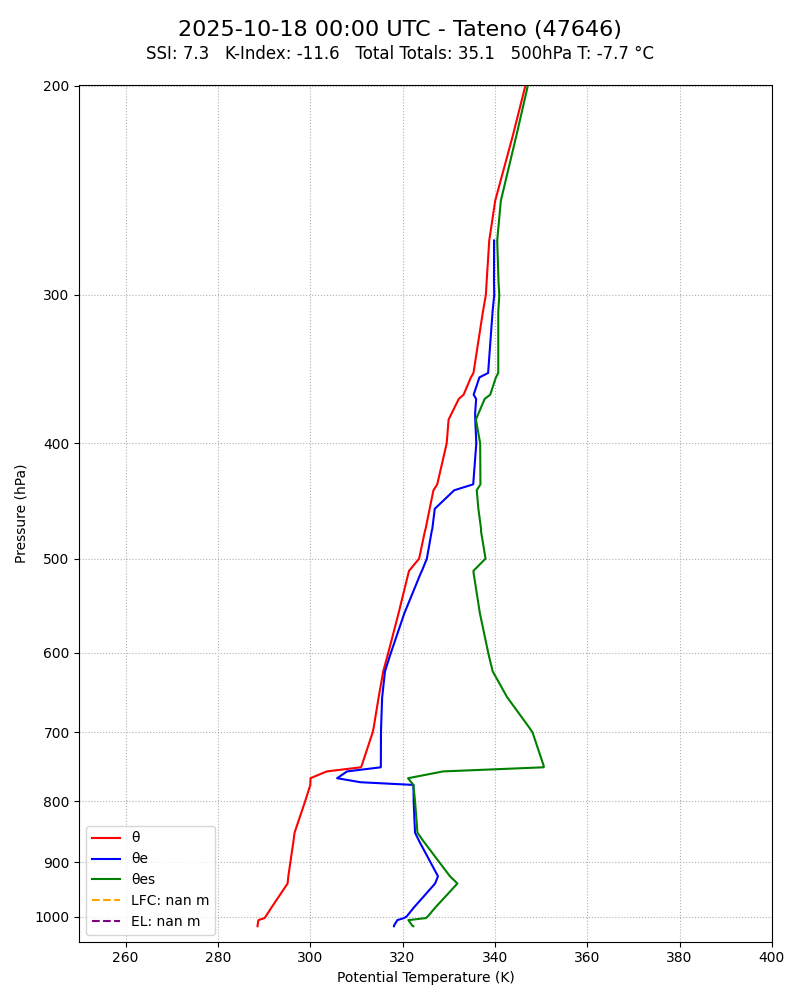 2025-10-18 00:00 UTC - Tateno (47646)
SSI: 7.3   K-Index: -11.6   Total Totals: 35.1   500hPa T: -7.7 °C
200
300
400
500
600
700
800
900
1000
Pressure (hPa)
θ
θe
θes
LFC: nan m
EL: nan m
260 280 300 320 340 360 380 400
Potential Temperature (K)